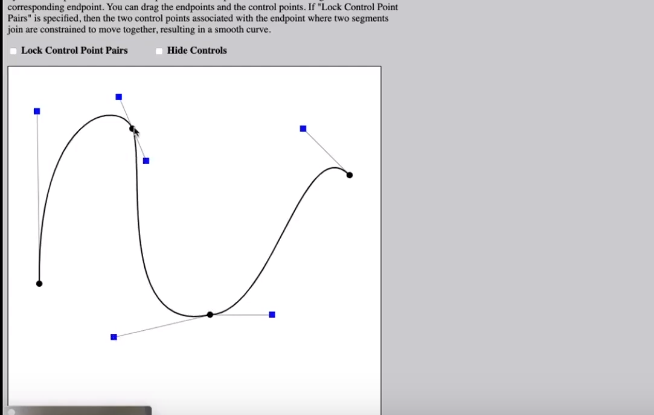 corresponding endpoint. You can drag the endpoints and the control points. If "Lock Control Point
Pairs" is specified, then the two control points associated with the endpoint where two segments
join are constrained to move together, resulting in a smooth curve.
Lock Control Point Pairs Hide Controls